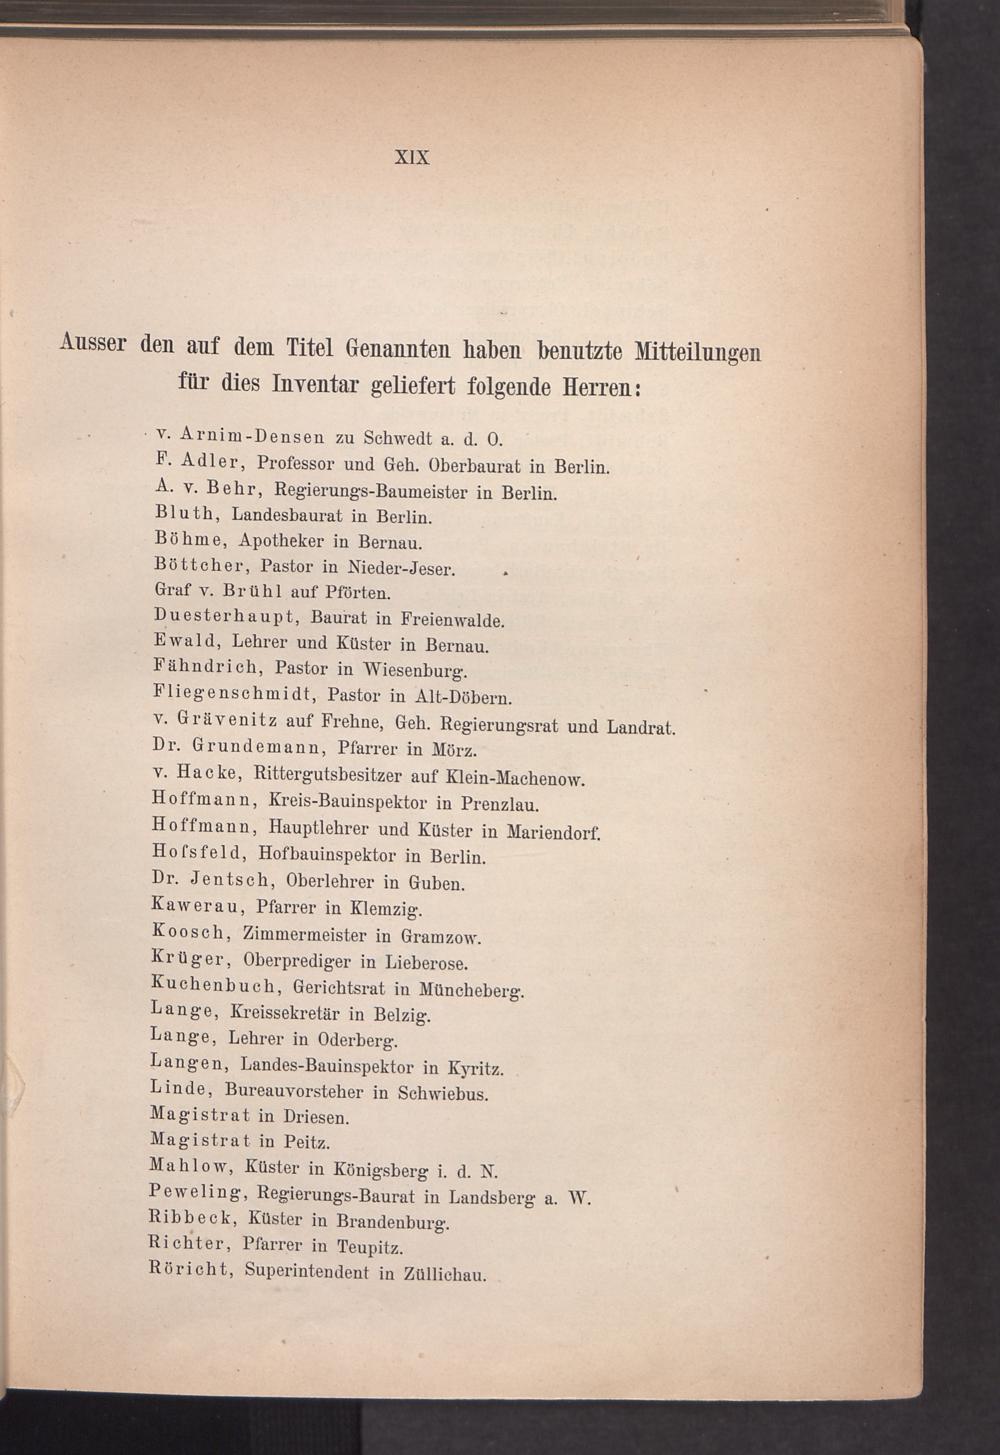 XIX
Ausser den auf dem Titel Genannten haben benutzte Mitteilungen
für dies Inventar geliefert folgende Herren:
v. Arnim-Densen zu Schwedt a. d. O.
F. Adler, Professor und Geh. Oberbaurat in Berlin.
A. v. Behr, Regierungs-Baumeister in Berlin.
Bluth, Landesbaurat in Berlin.
Böhme, Apotheker in Bernau.
Böttcher, Pastor in Nieder-Jeser.
Graf v. Brühl auf Pförten.
Duesterhaupt, Baurat in Freienwalde.
Ewald, Lehrer und Küster in Bernau.
Fähndrich, Pastor in Wiesenburg.
Fliegenschmidt, Pastor in Alt-Döbern.
v. Grävenitz auf Frehne, Geh. Regierungsrat und Landrat.
Dr. Grundemann, Pfarrer in Mörz.
v. Hacke, Rittergutsbesitzer auf Klein-Machenow.
Hoffmann, Kreis-Bauinspektor in Prenzlau.
Hoffmann, Hauptlehrer und Küster in Mariendorf.
Hofsfeld, Hofbauinspektor in Berlin.
Dr. Jentsch, Oberlehrer in Guben.
Kawerau, Pfarrer in Klemzig.
Koosch, Zimmermeister in Gramzow.
Krüger, Oberprediger in Lieberose.
Kuchenbuch, Gerichtsrat in Müncheberg.
Lange, Kreissekretär in Belzig.
Lange, Lehrer in Oderberg.
Langen, Landes-Bauinspektor in Kyritz.
Linde, Bureauvorsteher in Schwiebus.
Magistrat in Driesen.
Magistrat in Peitz.
Mahlow, Küster in Königsberg i. d. N.
Peweling, Regierungs-Baurat in Landsberg a. W.
Ribbeck, Küster in Brandenburg.
Richter, Pfarrer in Teupitz.
Röricht, Superintendent in Züllichau.